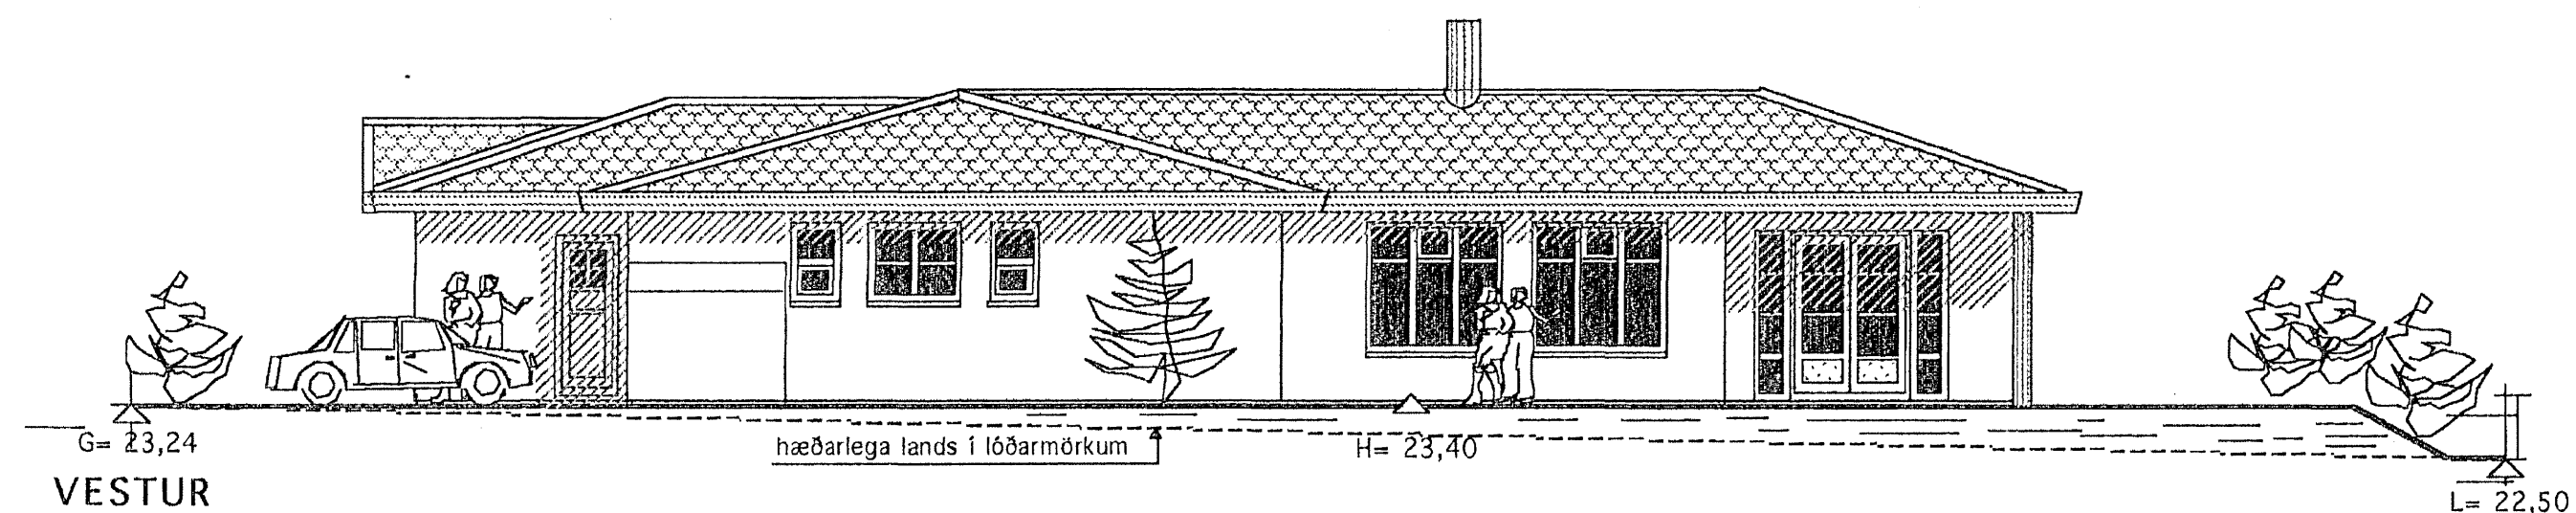 G= 23,24
hæðarlega lands í lóðarmörkum
H= 23,40
VESTUR
L= 22.50